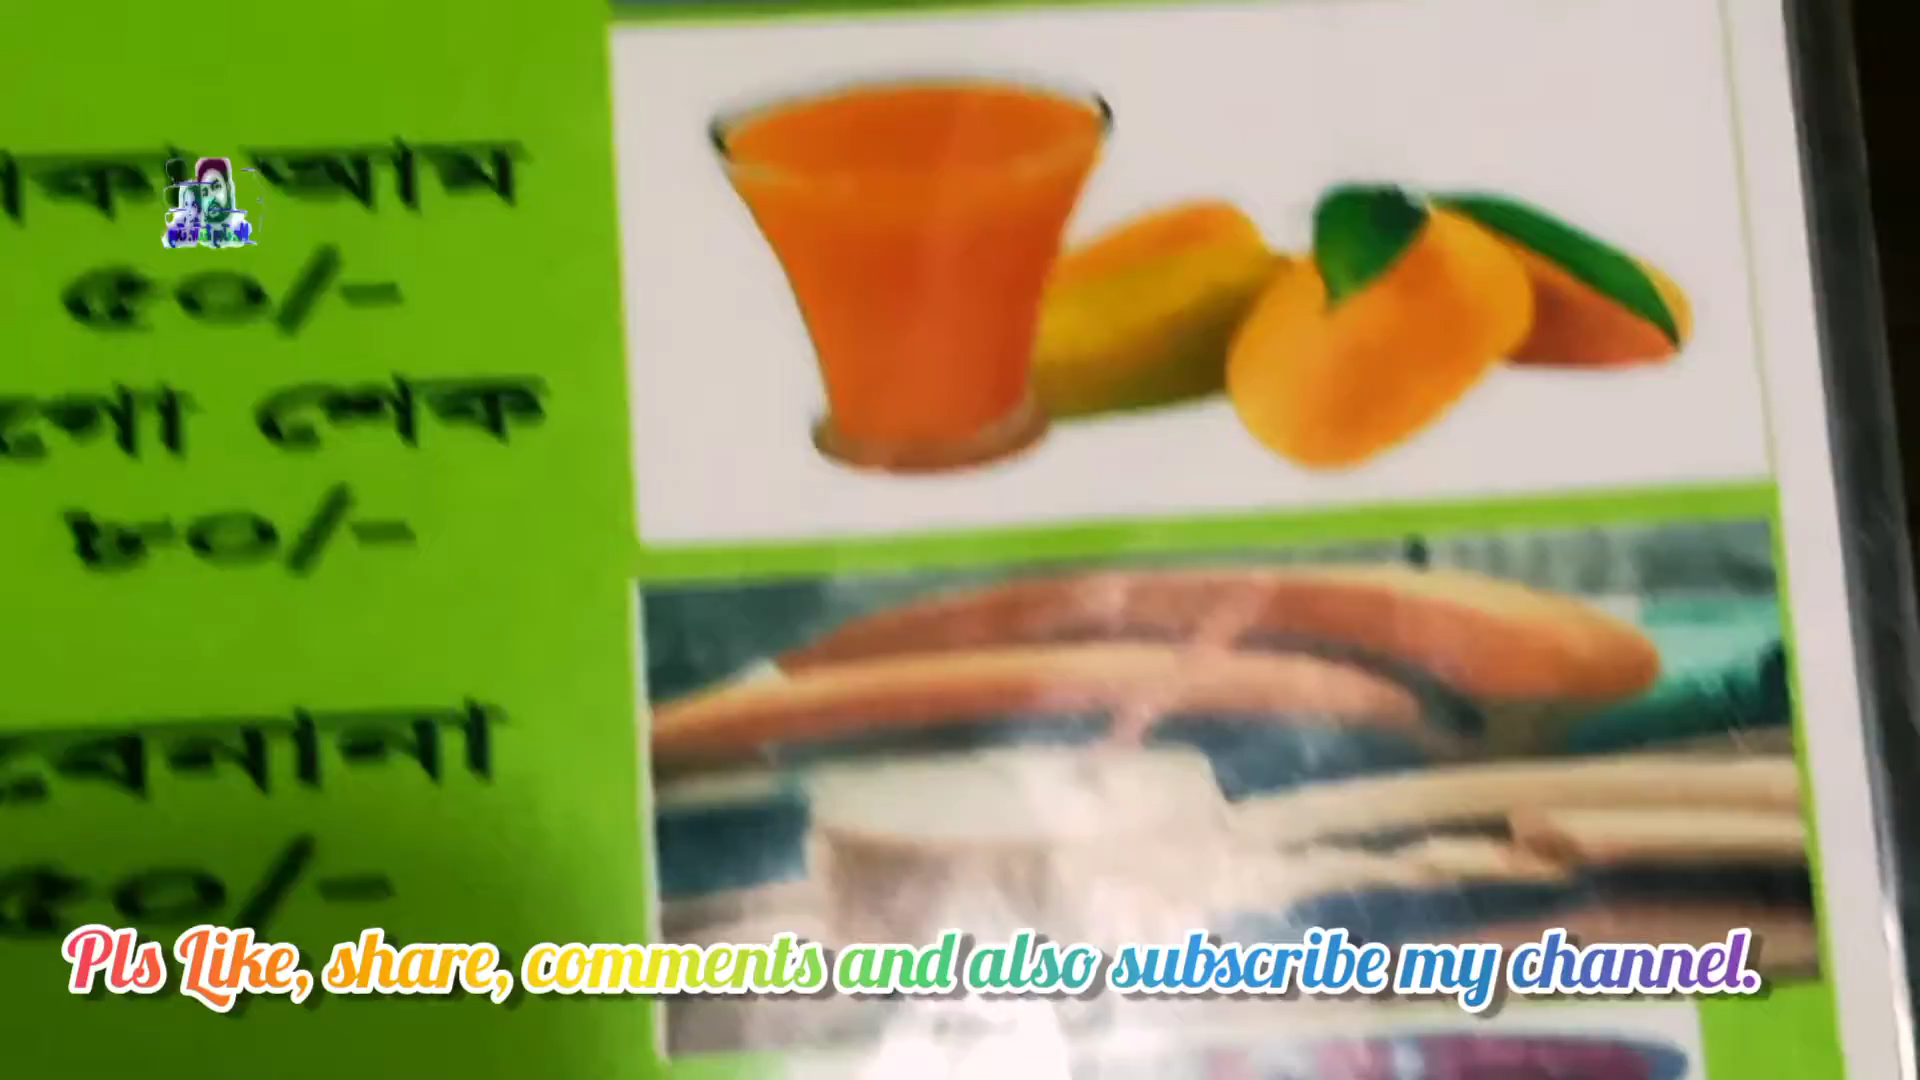 আম
৫০/-
শেক
৮০/-
বেনানা
৫০/-
Pls Like, share, comments and also subscribe my channel.